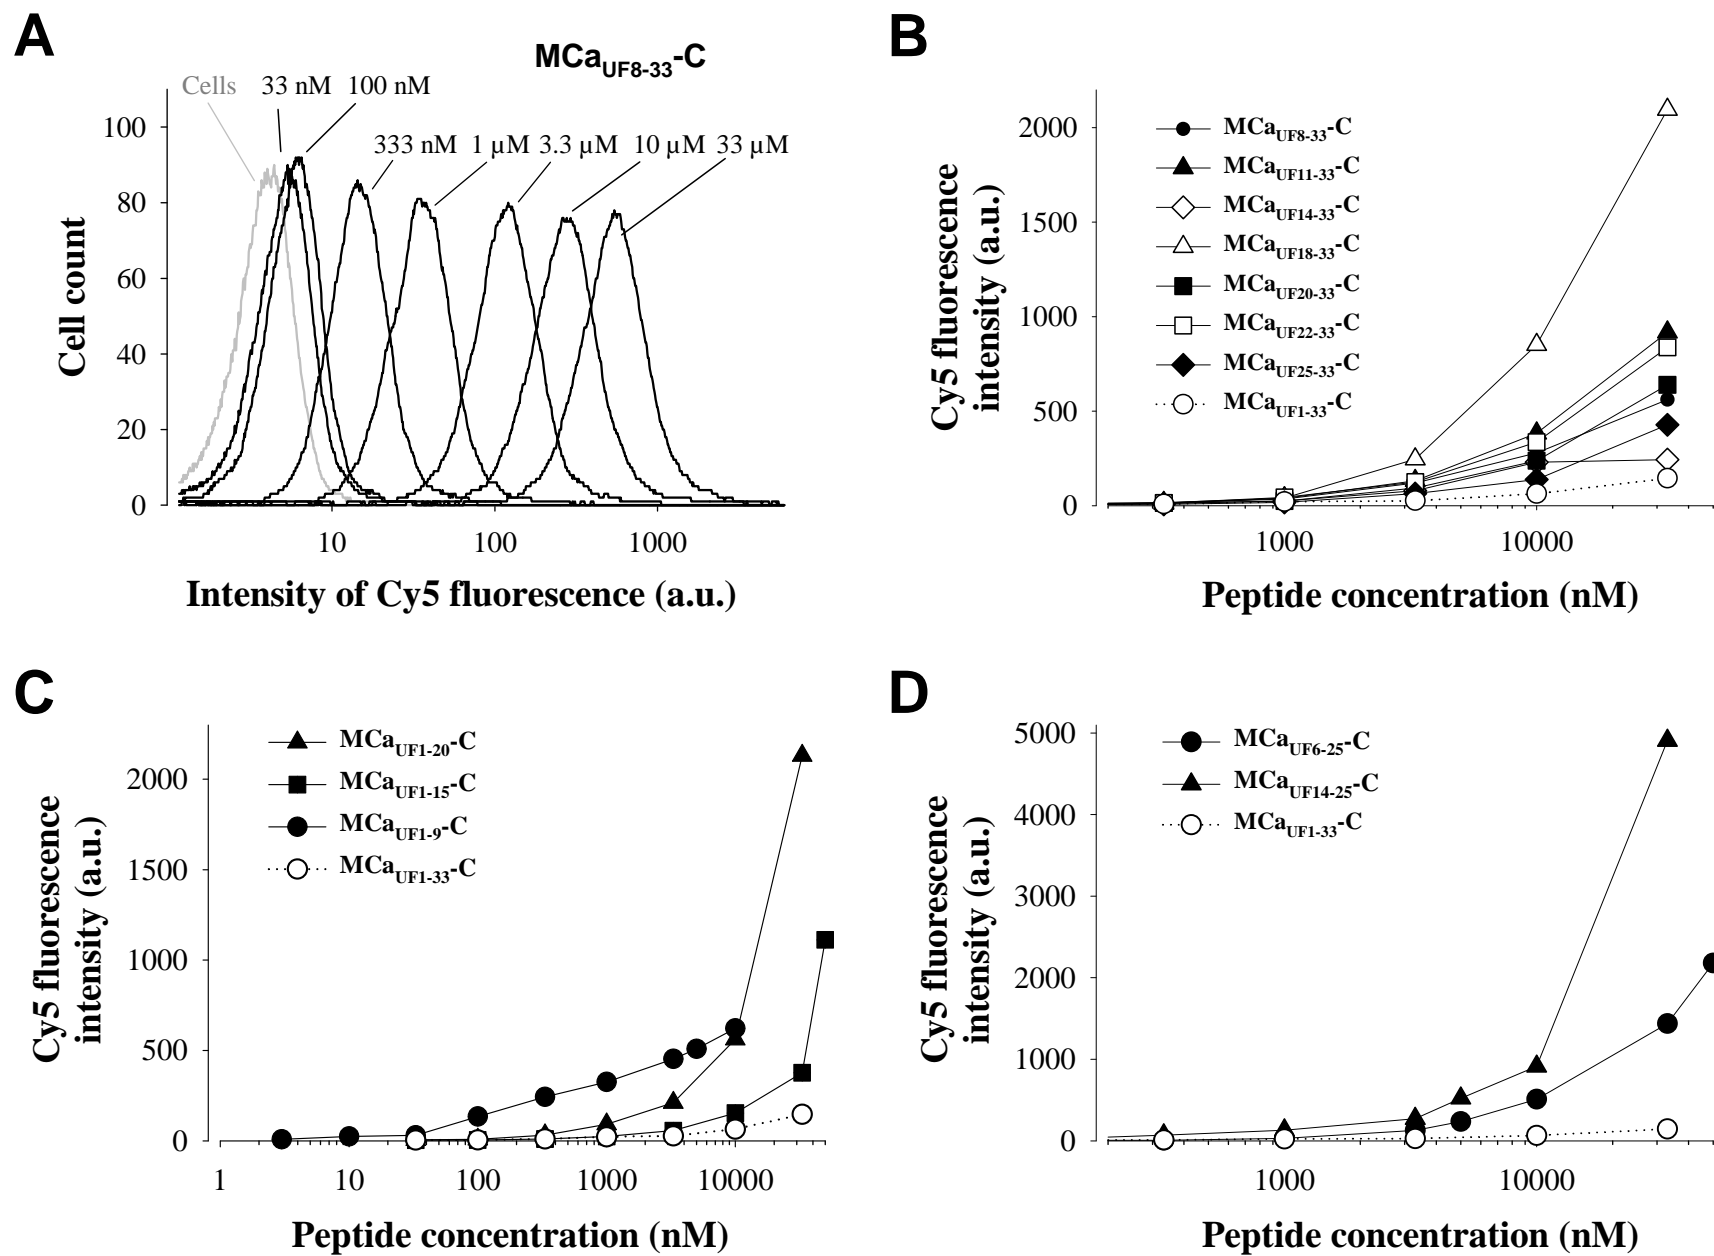 A
MCaUF8-33-C
Cells 33 nM 100 nM
333 nM 1 µM 3.3 µM 10 µM 33 µM
100
80
60
40
20
0
Cell count
10 100 1000
Intensity of Cy5 fluorescence (a.u.)
B
MCaUF8-33-C
MCaUF11-33-C
MCaUF14-33-C
MCaUF18-33-C
MCaUF20-33-C
MCaUF22-33-C
MCaUF25-33-C
MCaUF1-33-C
2000
1500
1000
500
0
Cy5 fluorescence
intensity (a.u.)
1000 10000
Peptide concentration (nM)
C
MCaUF1-20-C
MCaUF1-15-C
MCaUF1-9-C
MCaUF1-33-C
2000
1500
1000
500
0
Cy5 fluorescence
intensity (a.u.)
1 10 100 1000 10000
Peptide concentration (nM)
D
MCaUF6-25-C
MCaUF14-25-C
MCaUF1-33-C
5000
4000
3000
2000
1000
0
Cy5 fluorescence
intensity (a.u.)
1000 10000
Peptide concentration (nM)